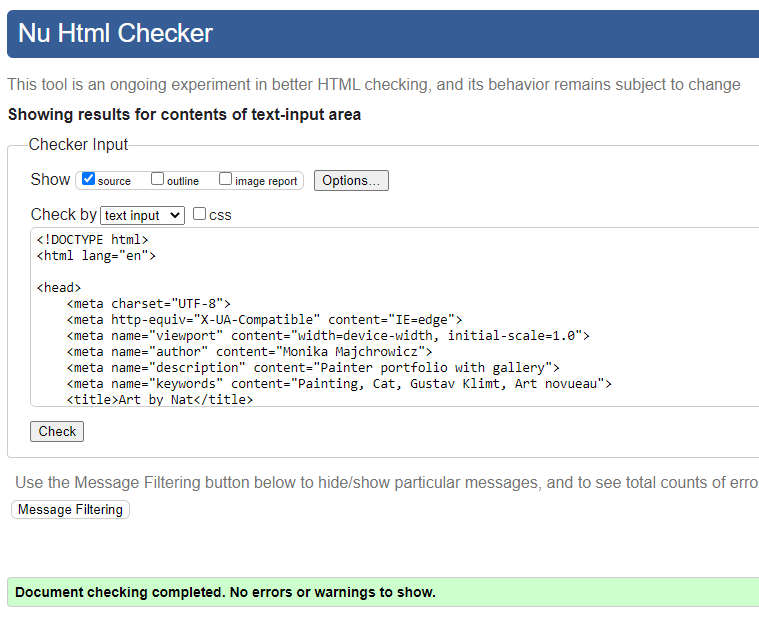 Nu Html Checker
This tool is an ongoing experiment in better HTML checking, and its behavior remains subject to change
Showing results for contents of text-input area
Checker Input
Show source outline image report Options...
Check by text input css
<!DOCTYPE html>
<html lang="en">
<head>
<meta charset="UTF-8">
<meta http-equiv="X-UA-Compatible" content="IE=edge">
<meta name="viewport" content="width=device-width, initial-scale=1.0">
<meta name="author" content="Monika Majchrowicz">
<meta name="description" content="Painter portfolio with gallery">
<meta name="keywords" content="Painting, Cat, Gustav Klimt, Art novueau">
<title>Art by Nat</title>
Check
Use the Message Filtering button below to hide/show particular messages, and to see total counts of erro
Message Filtering
Document checking completed. No errors or warnings to show.